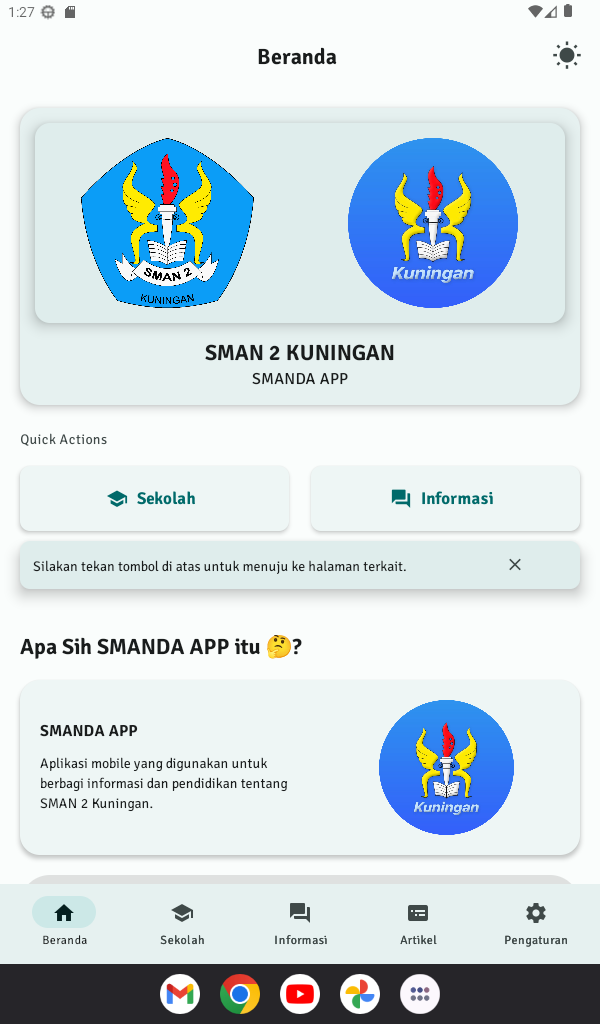 1:27
Beranda
SMAN 2
KUNINGAN
Kuningan
SMAN 2 KUNINGAN
SMANDA APP
Quick Actions
Sekolah
Informasi
Silakan tekan tombol di atas untuk menuju ke halaman terkait.
Apa Sih SMANDA APP itu 🤔?
SMANDA APP
Aplikasi mobile yang digunakan untuk
berbagi informasi dan pendidikan tentang
SMAN 2 Kuningan.
Kuningan
Beranda
Sekolah
Informasi
Artikel
Pengaturan